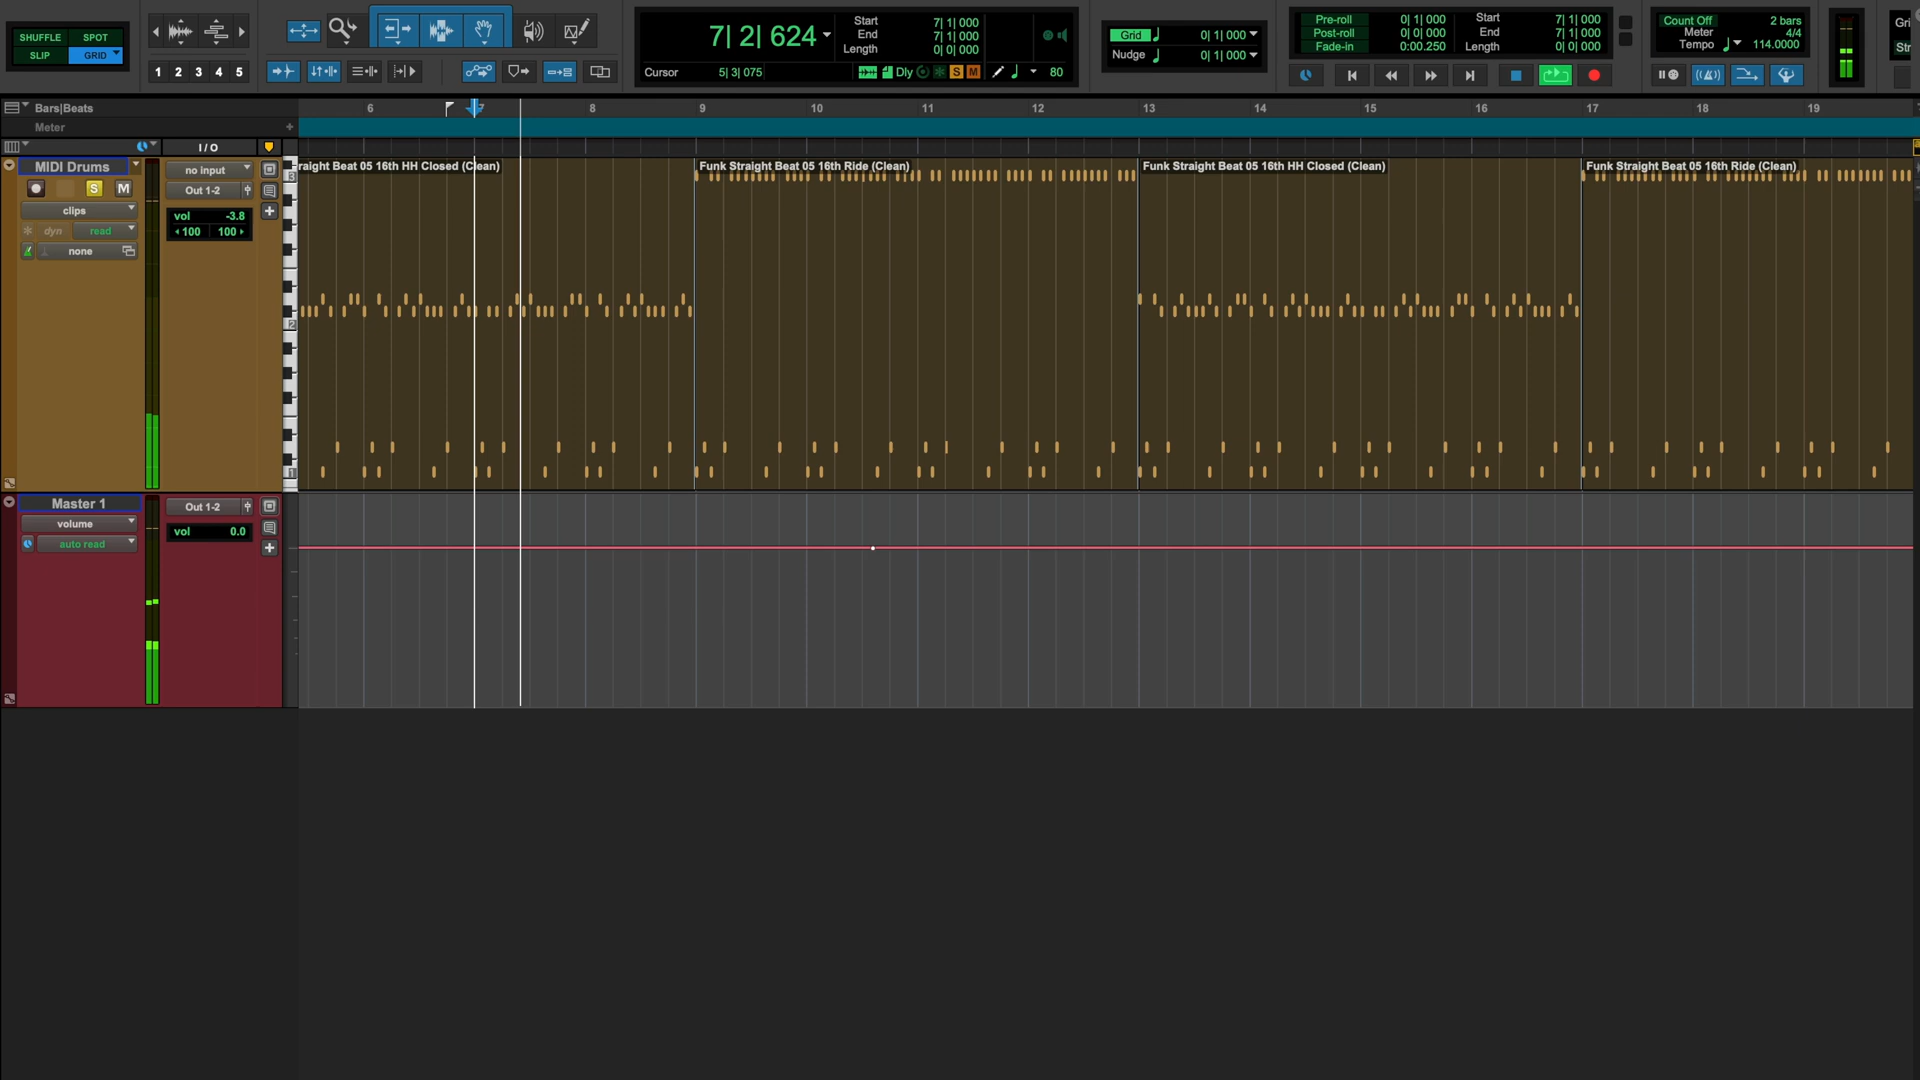 SHUFFLE SPOT
SLIP GRID
1 2 3 4 5
7| 2| 624
Start 7| 1| 000
End 7| 1| 000
Length 0| 0| 000
Cursor 5| 3| 075
Dly S M 80
Grid 0| 1| 000
Nudge 0| 1| 000
Pre-roll 0| 1| 000
Post-roll 0| 0| 000
Fade-in 0:00.250
Start 7| 1| 000
End 7| 1| 000
Length 0| 0| 000
Count Off 2 bars
Meter 4/4
Tempo 114.0000
Gri
Str
Bars|Beats
6 7 8 9 10 11 12 13 14 15 16 17 18 19
Meter +
I / O
MIDI Drums
S M
clips
dyn read
none
no input
Out 1-2
vol -3.8
100 100
3
2
1
raight Beat 05 16th HH Closed (Clean)
Funk Straight Beat 05 16th Ride (Clean)
Funk Straight Beat 05 16th HH Closed (Clean)
Funk Straight Beat 05 16th Ride (Clean)
Master 1
volume
auto read
Out 1-2
vol 0.0